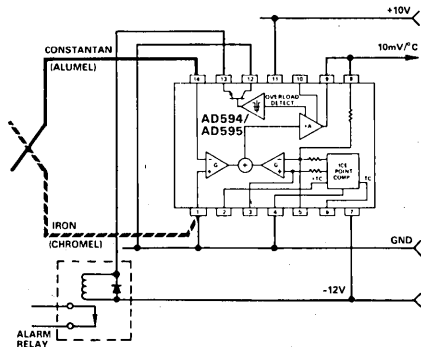 +10V
CONSTANTAN
(ALUMEL)
10mV/°C
14 13 12 11 10 9 8
OVERLOAD
DETECT
AD594/
AD595
+A
G
+
G
ICE
POINT
COMP
+TC
-TC
1 2 3 4 5 6 7
IRON
(CHROMEL)
GND
-12V
ALARM
RELAY